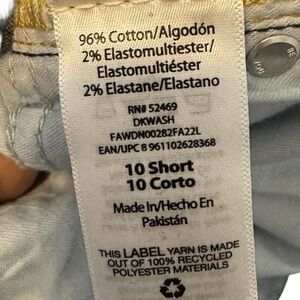 96% Cotton/Algodón
2% Elastomultiester/
Elastomultiéster
2% Elastane/Elastano
RN# 52469
DKWASH
FAWDN00282FA22L
EAN/UPC 8 961102628368
10 Short
10 Corto
Made in/Hecho En
Pakistán
THIS LABEL YARN IS MADE
OUT OF 100% RECYCLED
POLYESTER MATERIALS